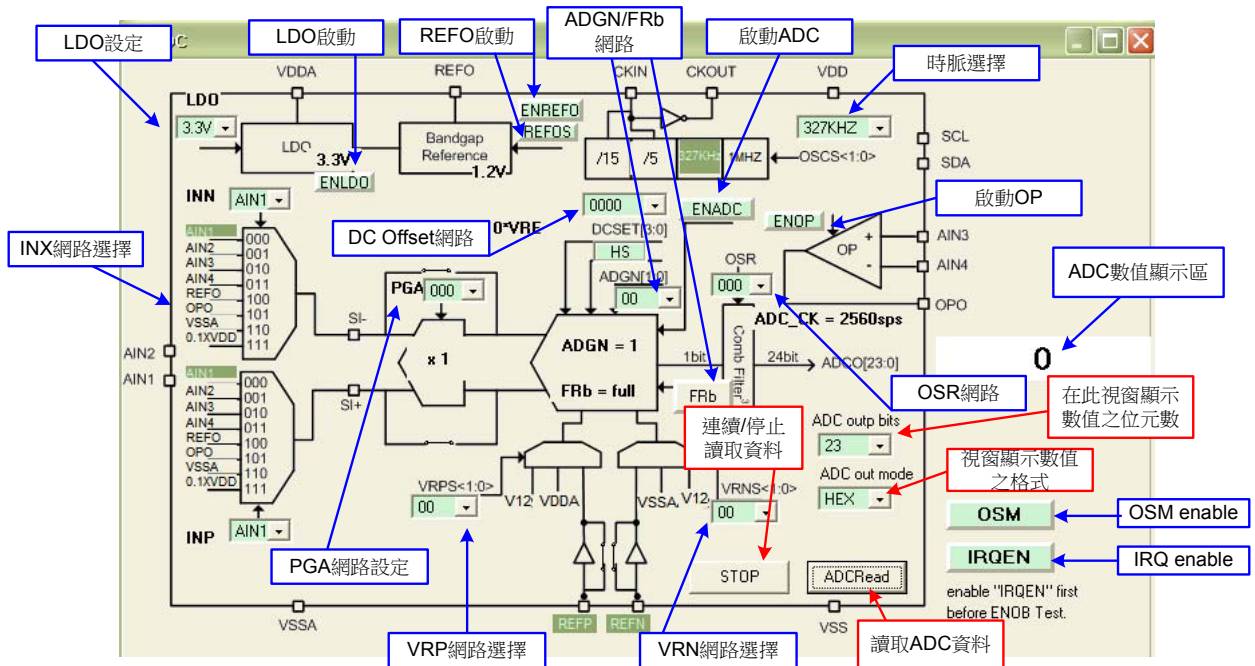 LDO設定
LDO啟動
REFO啟動
ADGN/FRb
網路
啟動ADC
時脈選擇
VDDA
REFO
CKIN
CKOUT
VDD
LDO
3.3V
LDO
3.3V
ENLDO
Bandgap
Reference
1.2V
ENREFO
REFOS
/15
/5
327KHz
1MHZ
OSCS<1:0>
327KHZ
SCL
SDA
INN
AIN1
INX網路選擇
AIN1
AIN2
AIN3
AIN4
REFO
OPO
VSSA
0.1XVDD
000
001
010
011
100
101
110
111
DC Offset網路
0*VRE
0000
DCSET[3:0]
HS
ADGN[1:0]
00
ENADC
ENOP
啟動OP
OP
+
-
AIN3
AIN4
OPO
ADC數值顯示區
0
OSR
000
ADC_CK = 2560sps
PGA
000
SI-
x 1
SI+
ADGN = 1
FRb = full
1bit
Comb Filter
3
24bit
ADCO[23:0]
FRb
OSR網路
AIN2
AIN1
AIN1
AIN2
AIN3
AIN4
REFO
OPO
VSSA
0.1XVDD
000
001
010
011
100
101
110
111
INP
AIN1
連續/停止
讀取資料
ADC outp bits
23
在此視窗顯示
數值之位元數
ADC out mode
HEX
視窗顯示數值
之格式
VRPS<1:0>
00
V12
VDDA
VSSA
V12
VRNS<1:0>
00
OSM
OSM enable
IRQEN
IRQ enable
enable "IRQEN" first
before ENOB Test.
PGA網路設定
STOP
ADCRead
VSSA
REFP
REFN
VSS
VRP網路選擇
VRN網路選擇
讀取ADC資料